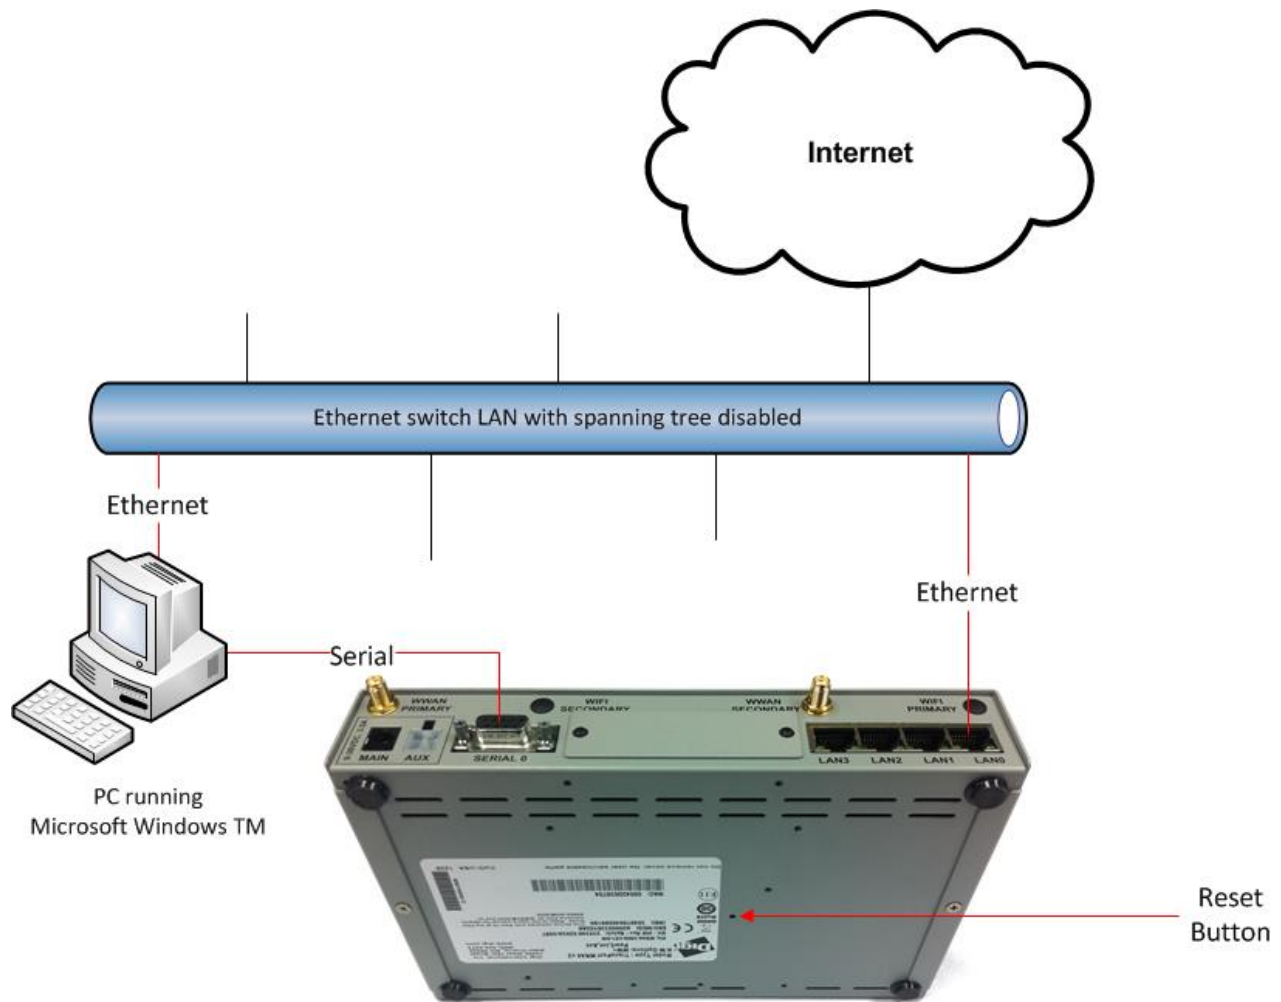 Internet
Ethernet switch LAN with spanning tree disabled
Ethernet
Ethernet
Serial
WWAN PRIMARY
WIFI SECONDARY
WWAN SECONDARY
WIFI PRIMARY
MAIN AUX
SERIAL 0
LAN3 LAN2 LAN1 LAN0
PC running
Microsoft Windows TM
Reset
Button
Digi